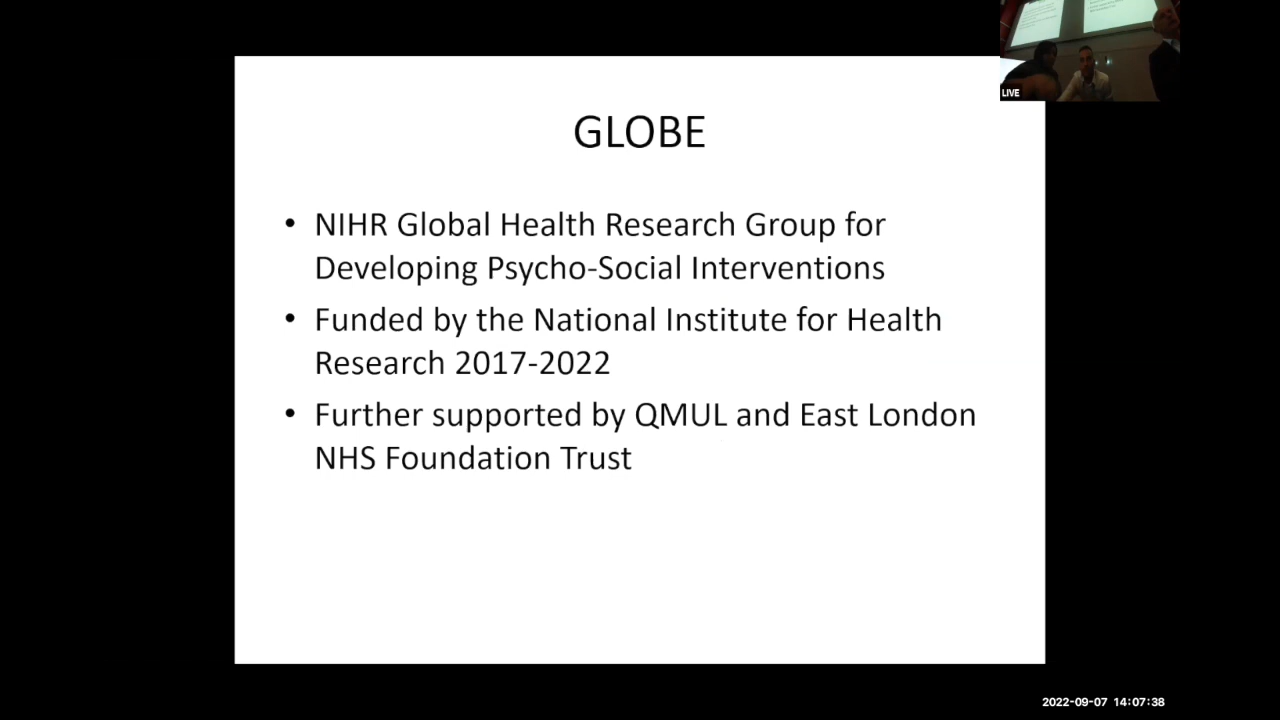 LIVE
GLOBE
• NIHR Global Health Research Group for
Developing Psycho-Social Interventions
• Funded by the National Institute for Health
Research 2017-2022
• Further supported by QMUL and East London
NHS Foundation Trust
2022-09-07 14:07:38